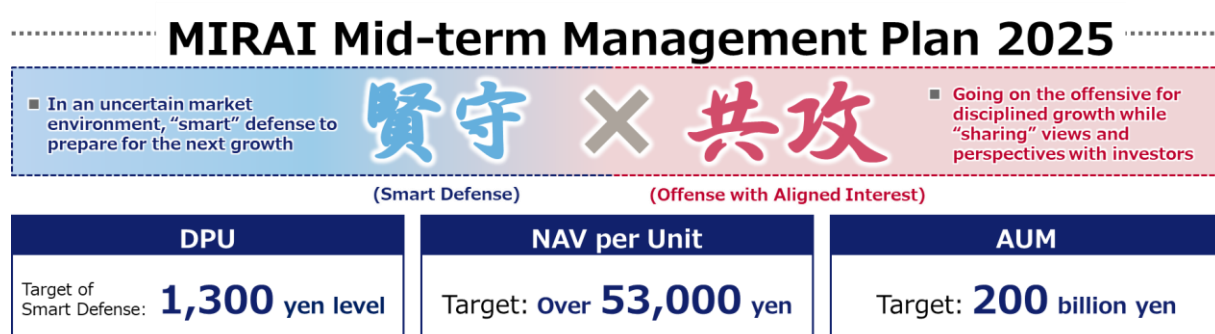 MIRAI Mid-term Management Plan 2025
■ In an uncertain market
environment, “smart” defense to
prepare for the next growth
賢守 × 共攻
■ Going on the offensive for
disciplined growth while
“sharing” views and
perspectives with investors
(Smart Defense)
(Offense with Aligned Interest)
DPU
Target of
Smart Defense: 1,300 yen level
NAV per Unit
Target: Over 53,000 yen
AUM
Target: 200 billion yen